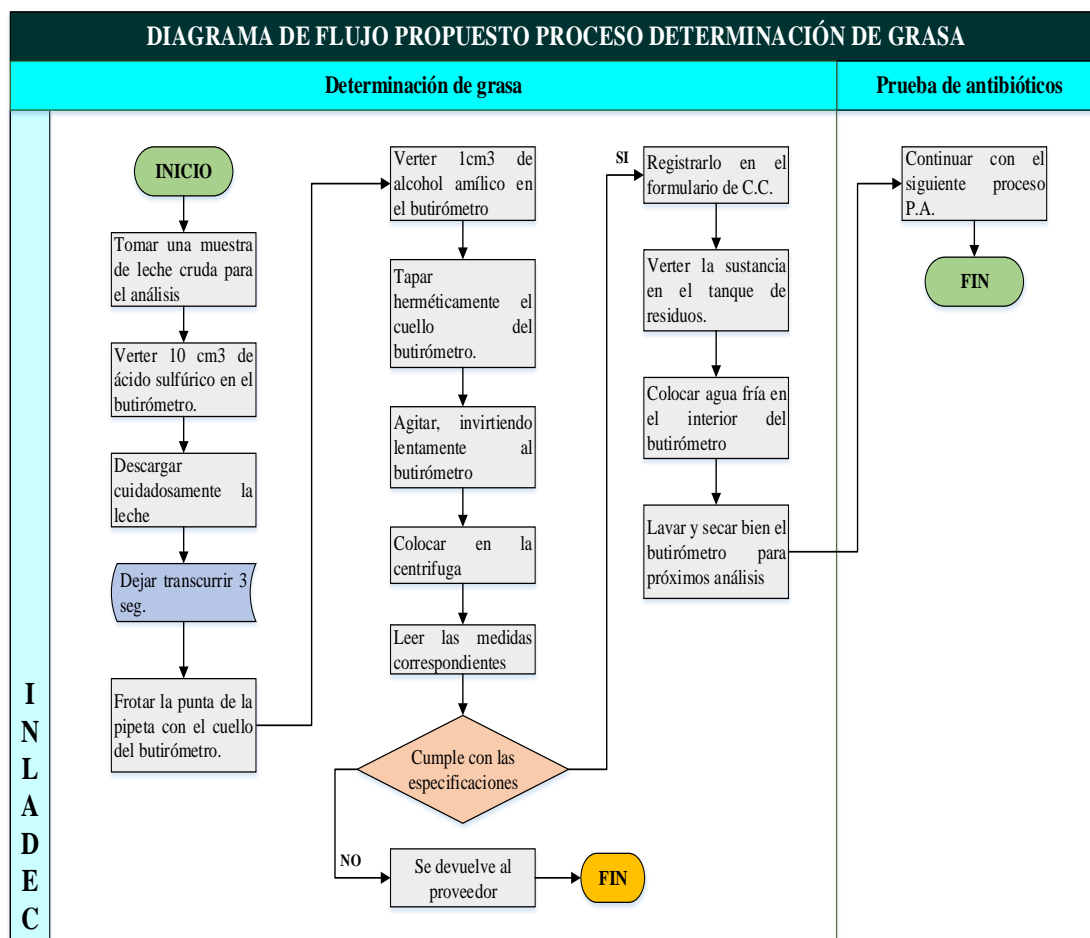 DIAGRAMA DE FLUJO PROPUESTO PROCESO DETERMINACIÓN DE GRASA
Determinación de grasa
Prueba de antibióticos
INICIO
Tomar una muestra
de leche cruda para
el análisis
Verter 10 cm3 de
ácido sulfúrico en el
butirómetro.
Descargar
cuidadosamente la
leche
Dejar transcurrir 3
seg.
Frotar la punta de la
pipeta con el cuello
del butirómetro.
Verter 1cm3 de
alcohol amílico en
el butirómetro
Tapar
herméticamente el
cuello del
butirómetro.
Agitar, invirtiendo
lentamente al
butirómetro
Colocar en la
centrifuga
Leer las medidas
correspondientes
Cumple con las
especificaciones
NO
Se devuelve al
proveedor
FIN
SI
Registrarlo en el
formulario de C.C.
Verter la sustancia
en el tanque de
residuos.
Colocar agua fría en
el interior del
butirómetro
Lavar y secar bien el
butirómetro para
próximos análisis
Continuar con el
siguiente proceso
P.A.
FIN
I
N
L
A
D
E
C